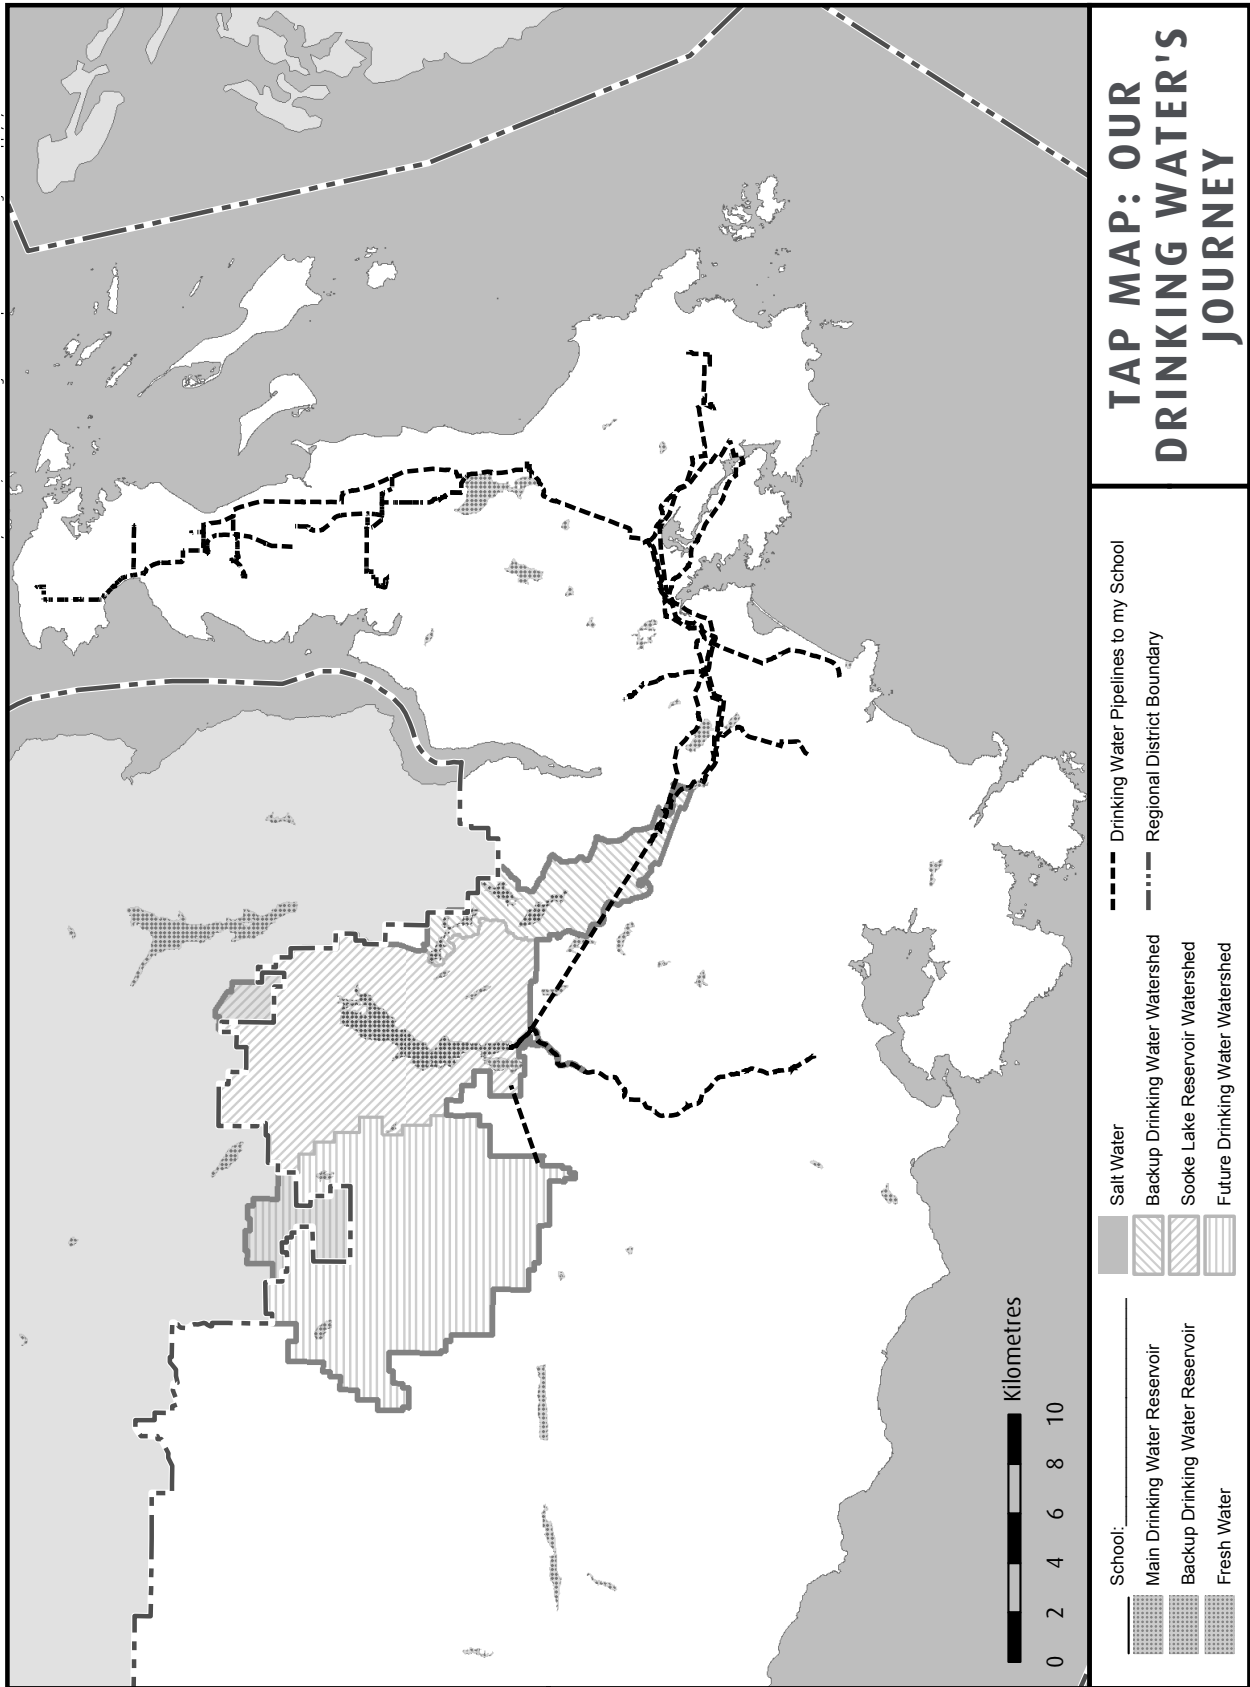 TAP MAP: OUR
DRINKING WATER'S
JOURNEY
Kilometres
0 2 4 6 8 10
School:
Main Drinking Water Reservoir
Backup Drinking Water Reservoir
Fresh Water
Salt Water
Backup Drinking Water Watershed
Sooke Lake Reservoir Watershed
Future Drinking Water Watershed
Drinking Water Pipelines to my School
Regional District Boundary